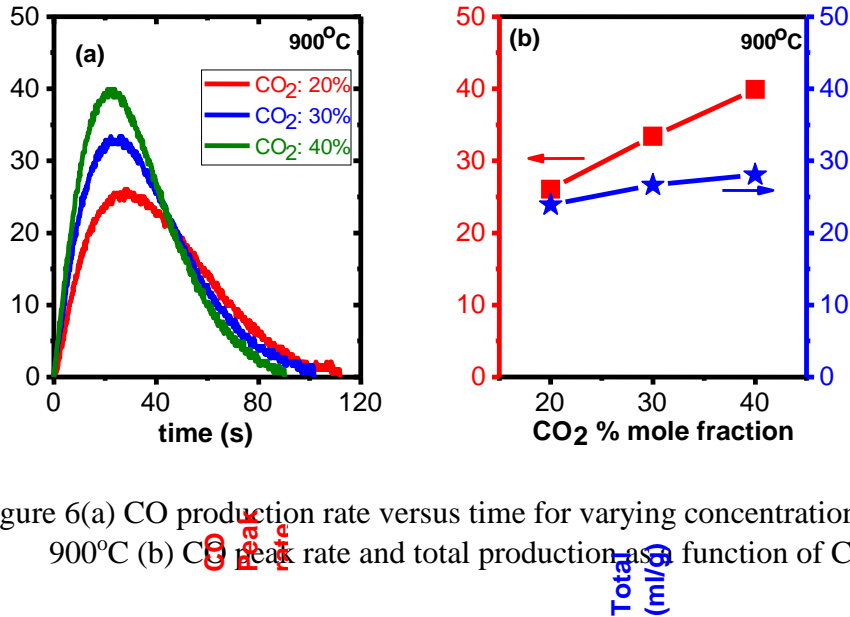 (a)
900°C
CO2: 20%
CO2: 30%
CO2: 40%
50
40
30
20
10
0
0 40 80 120
time (s)
(b)
900°C
50
40
30
20
10
0
50
40
30
20
10
0
20 30 40
CO2 % mole fraction
gure 6(a) CO production rate versus time for varying concentration
900°C (b) CO peak rate and total production as a function of C
CO
Peak
rate
Total
(ml/g)